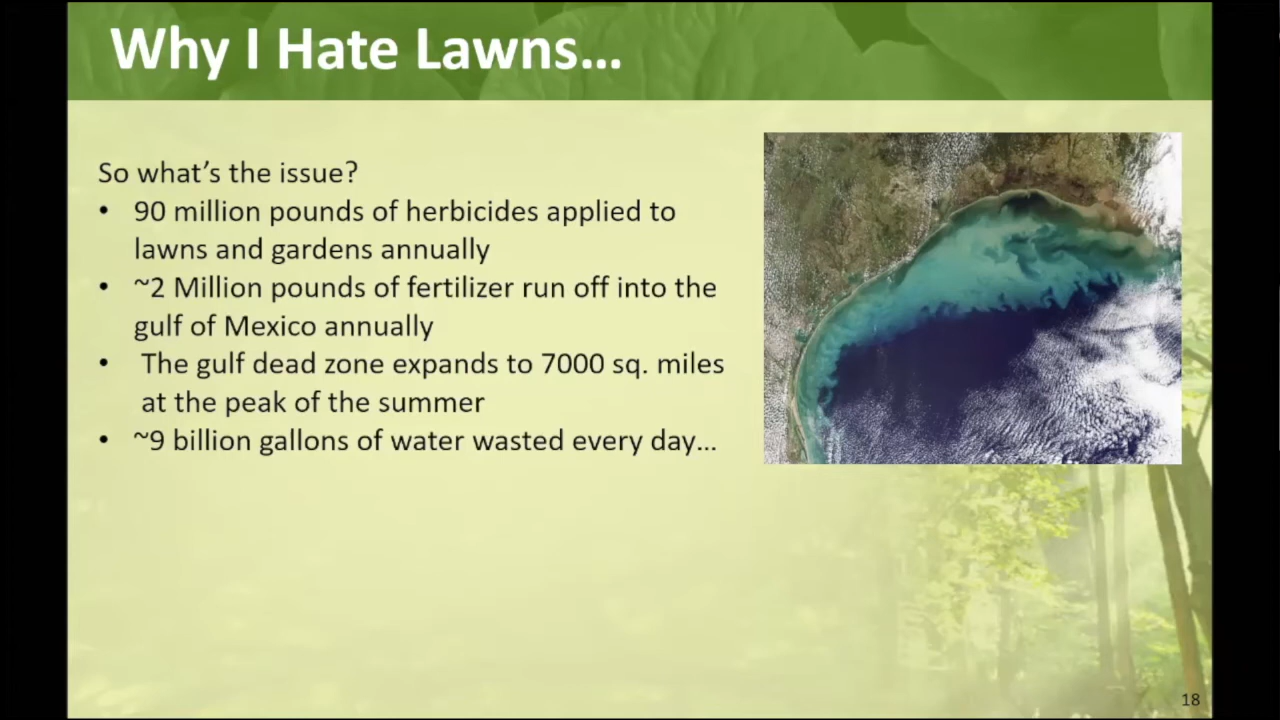 Why I Hate Lawns…
So what’s the issue?
• 90 million pounds of herbicides applied to
lawns and gardens annually
• ~2 Million pounds of fertilizer run off into the
gulf of Mexico annually
• The gulf dead zone expands to 7000 sq. miles
at the peak of the summer
• ~9 billion gallons of water wasted every day…
18